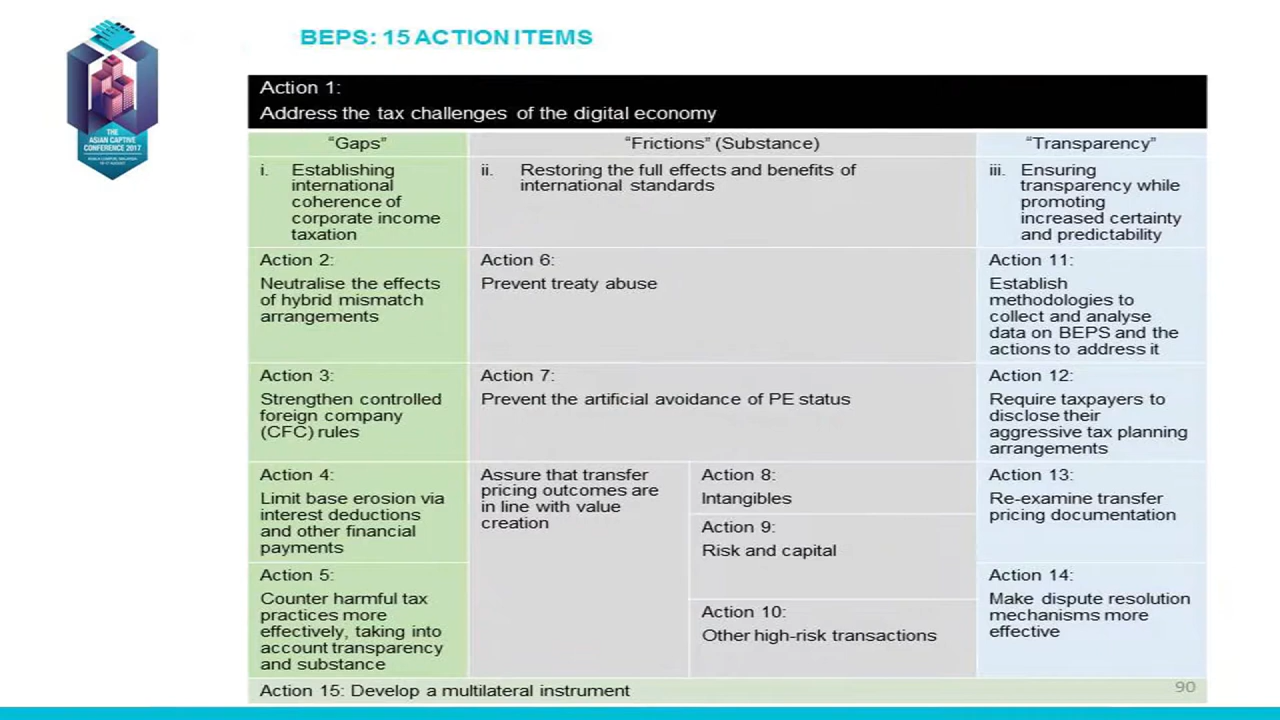 BEPS: 15 ACTION ITEMS
THE
ASIAN CAPTIVE
CONFERENCE 2017
Action 1:
Address the tax challenges of the digital economy
"Gaps"
"Frictions" (Substance)
"Transparency"
i. Establishing
international
coherence of
corporate income
taxation
ii. Restoring the full effects and benefits of
international standards
iii. Ensuring
transparency while
promoting
increased certainty
and predictability
Action 2:
Neutralise the effects
of hybrid mismatch
arrangements
Action 6:
Prevent treaty abuse
Action 11:
Establish
methodologies to
collect and analyse
data on BEPS and the
actions to address it
Action 3:
Strengthen controlled
foreign company
(CFC) rules
Action 7:
Prevent the artificial avoidance of PE status
Action 12:
Require taxpayers to
disclose their
aggressive tax planning
arrangements
Action 4:
Limit base erosion via
interest deductions
and other financial
payments
Assure that transfer
pricing outcomes are
in line with value
creation
Action 8:
Intangibles
Action 9:
Risk and capital
Action 13:
Re-examine transfer
pricing documentation
Action 5:
Counter harmful tax
practices more
effectively, taking into
account transparency
and substance
Action 10:
Other high-risk transactions
Action 14:
Make dispute resolution
mechanisms more
effective
Action 15: Develop a multilateral instrument
90